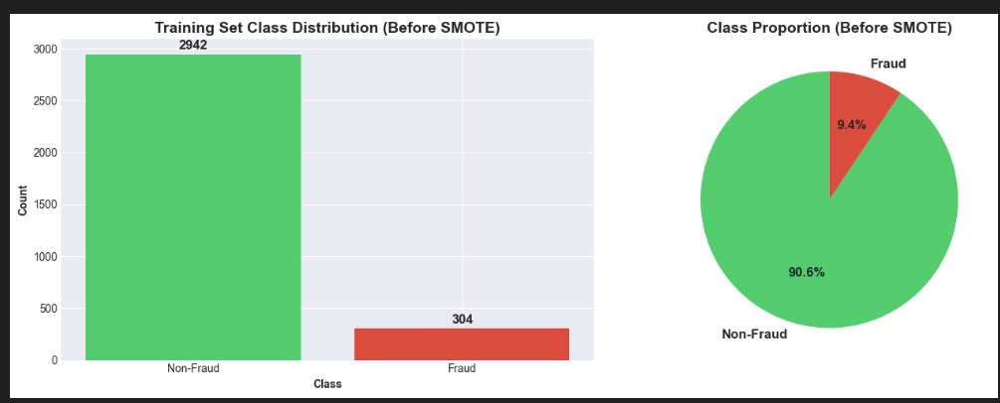 Training Set Class Distribution (Before SMOTE)
2942
3000
2500
2000
1500
1000
500
0
Count
304
Non-Fraud
Fraud
Class
Class Proportion (Before SMOTE)
Fraud
9.4%
90.6%
Non-Fraud